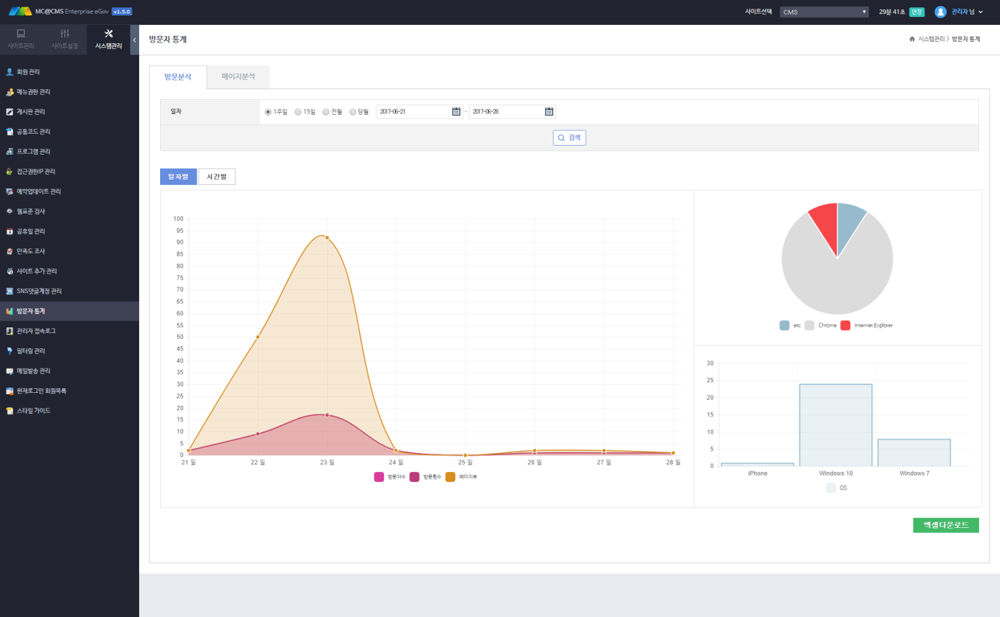 MC@CMS Enterprise eGov v1.5.0
사이트선택 CMS 29분 41초 연장 관리자 님
사이트관리 사이트설정 시스템관리
방문자 통계
시스템관리 방문자 통계
회원 관리
메뉴권한 관리
게시판 관리
공통코드 관리
프로그램 관리
접근권한IP 관리
예약업데이트 관리
웹표준 검사
공휴일 관리
만족도 조사
사이트 추가 관리
SNS댓글계정 관리
방문자 통계
관리자 접속로그
필터링 관리
메일발송 관리
현재로그인 회원목록
스타일 가이드
방문분석 페이지분석
일자 1주일 15일 전월 당월 2017-06-21 - 2017-06-28
검색
일자별 시간별
100
95
90
85
80
75
70
65
60
55
50
45
40
35
30
25
20
15
10
5
0
21 일 22 일 23 일 24 일 25 일 26 일 27 일 28 일
방문자수 방문횟수 페이지뷰
etc Chrome Internet Explorer
30
25
20
15
10
5
0
iPhone Windows 10 Windows 7
OS
엑셀다운로드